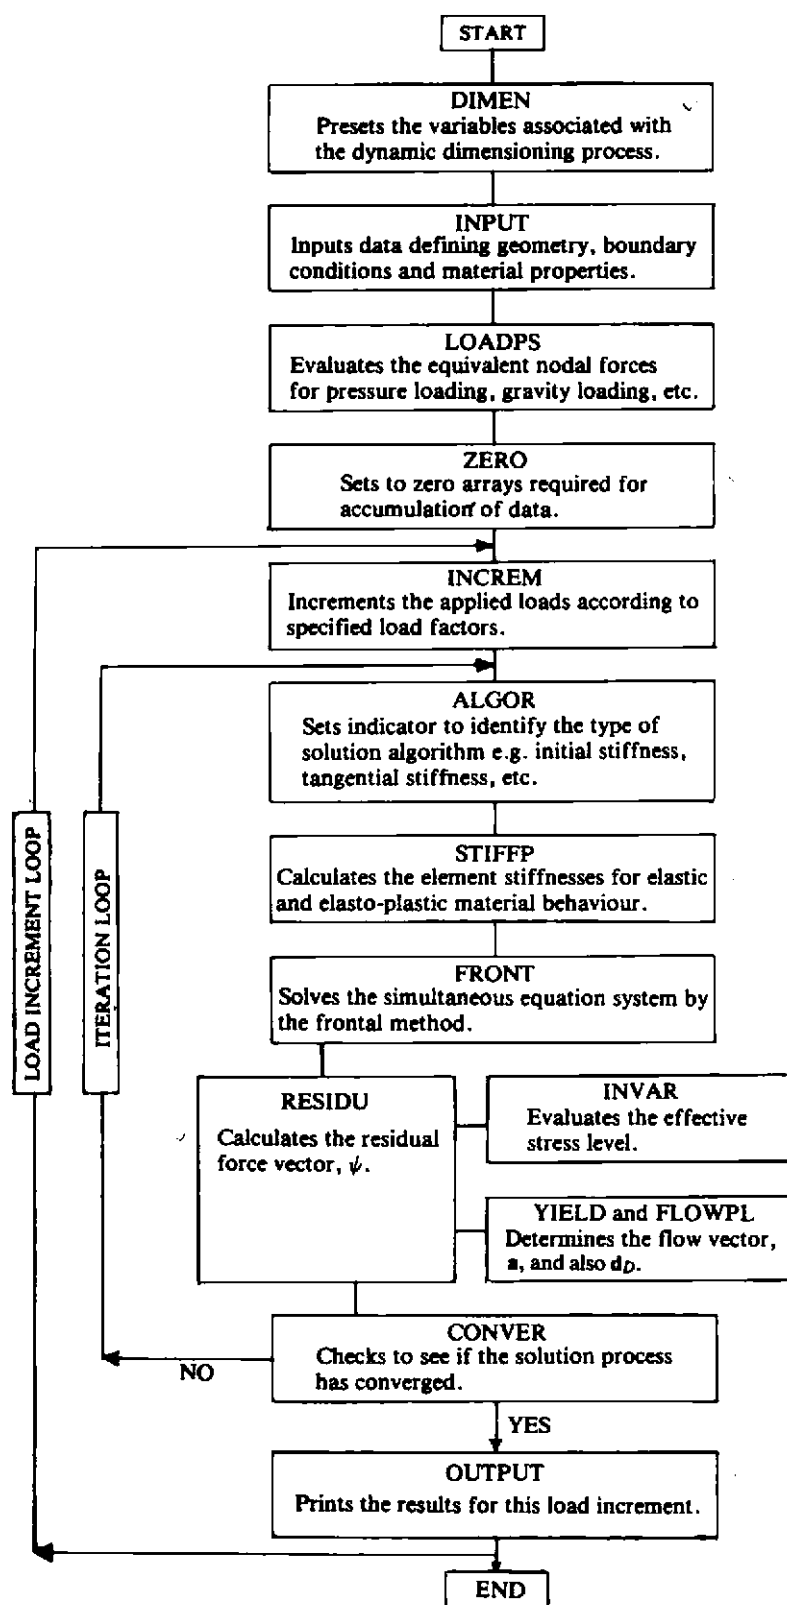 START
DIMEN
Presets the variables associated with
the dynamic dimensioning process.
INPUT
Inputs data defining geometry, boundary
conditions and material properties.
LOADPS
Evaluates the equivalent nodal forces
for pressure loading, gravity loading, etc.
ZERO
Sets to zero arrays required for
accumulation of data.
INCREM
Increments the applied loads according to
specified load factors.
ALGOR
Sets indicator to identify the type of
solution algorithm e.g. initial stiffness,
tangential stiffness, etc.
LOAD INCREMENT LOOP
ITERATION LOOP
STIFFP
Calculates the element stiffnesses for elastic
and elasto-plastic material behaviour.
FRONT
Solves the simultaneous equation system by
the frontal method.
RESIDU
Calculates the residual
force vector, ψ.
INVAR
Evaluates the effective
stress level.
YIELD and FLOWPL
Determines the flow vector,
a, and also d_D.
CONVER
Checks to see if the solution process
has converged.
NO
YES
OUTPUT
Prints the results for this load increment.
END